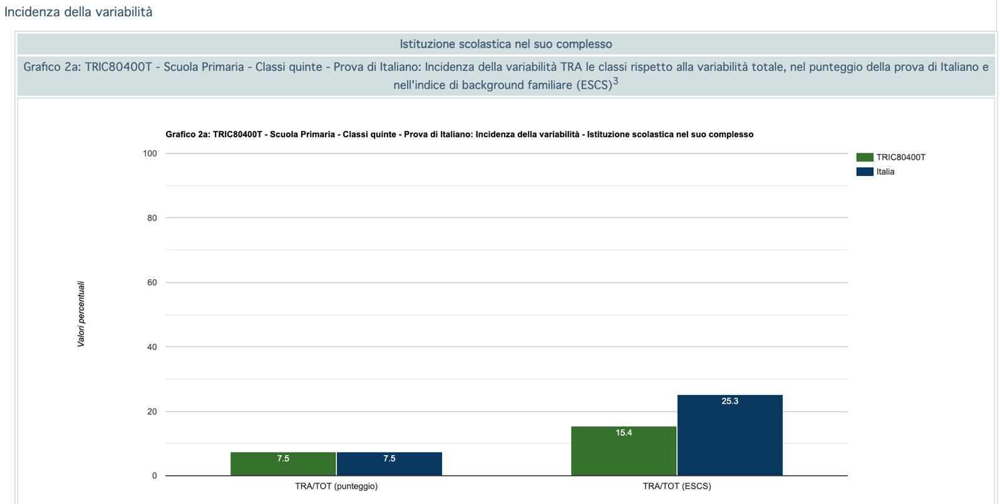 Incidenza della variabilità
Istituzione scolastica nel suo complesso
Grafico 2a: TRIC80400T - Scuola Primaria - Classi quinte - Prova di Italiano: Incidenza della variabilità TRA le classi rispetto alla variabilità totale, nel punteggio della prova di Italiano e
nell'indice di background familiare (ESCS)3
Grafico 2a: TRIC80400T - Scuola Primaria - Classi quinte - Prova di Italiano: Incidenza della variabilità - Istituzione scolastica nel suo complesso
100
80
60
40
20
0
Valori percentuali
7.5
7.5
15.4
25.3
TRA/TOT (punteggio)
TRA/TOT (ESCS)
TRIC80400T
Italia